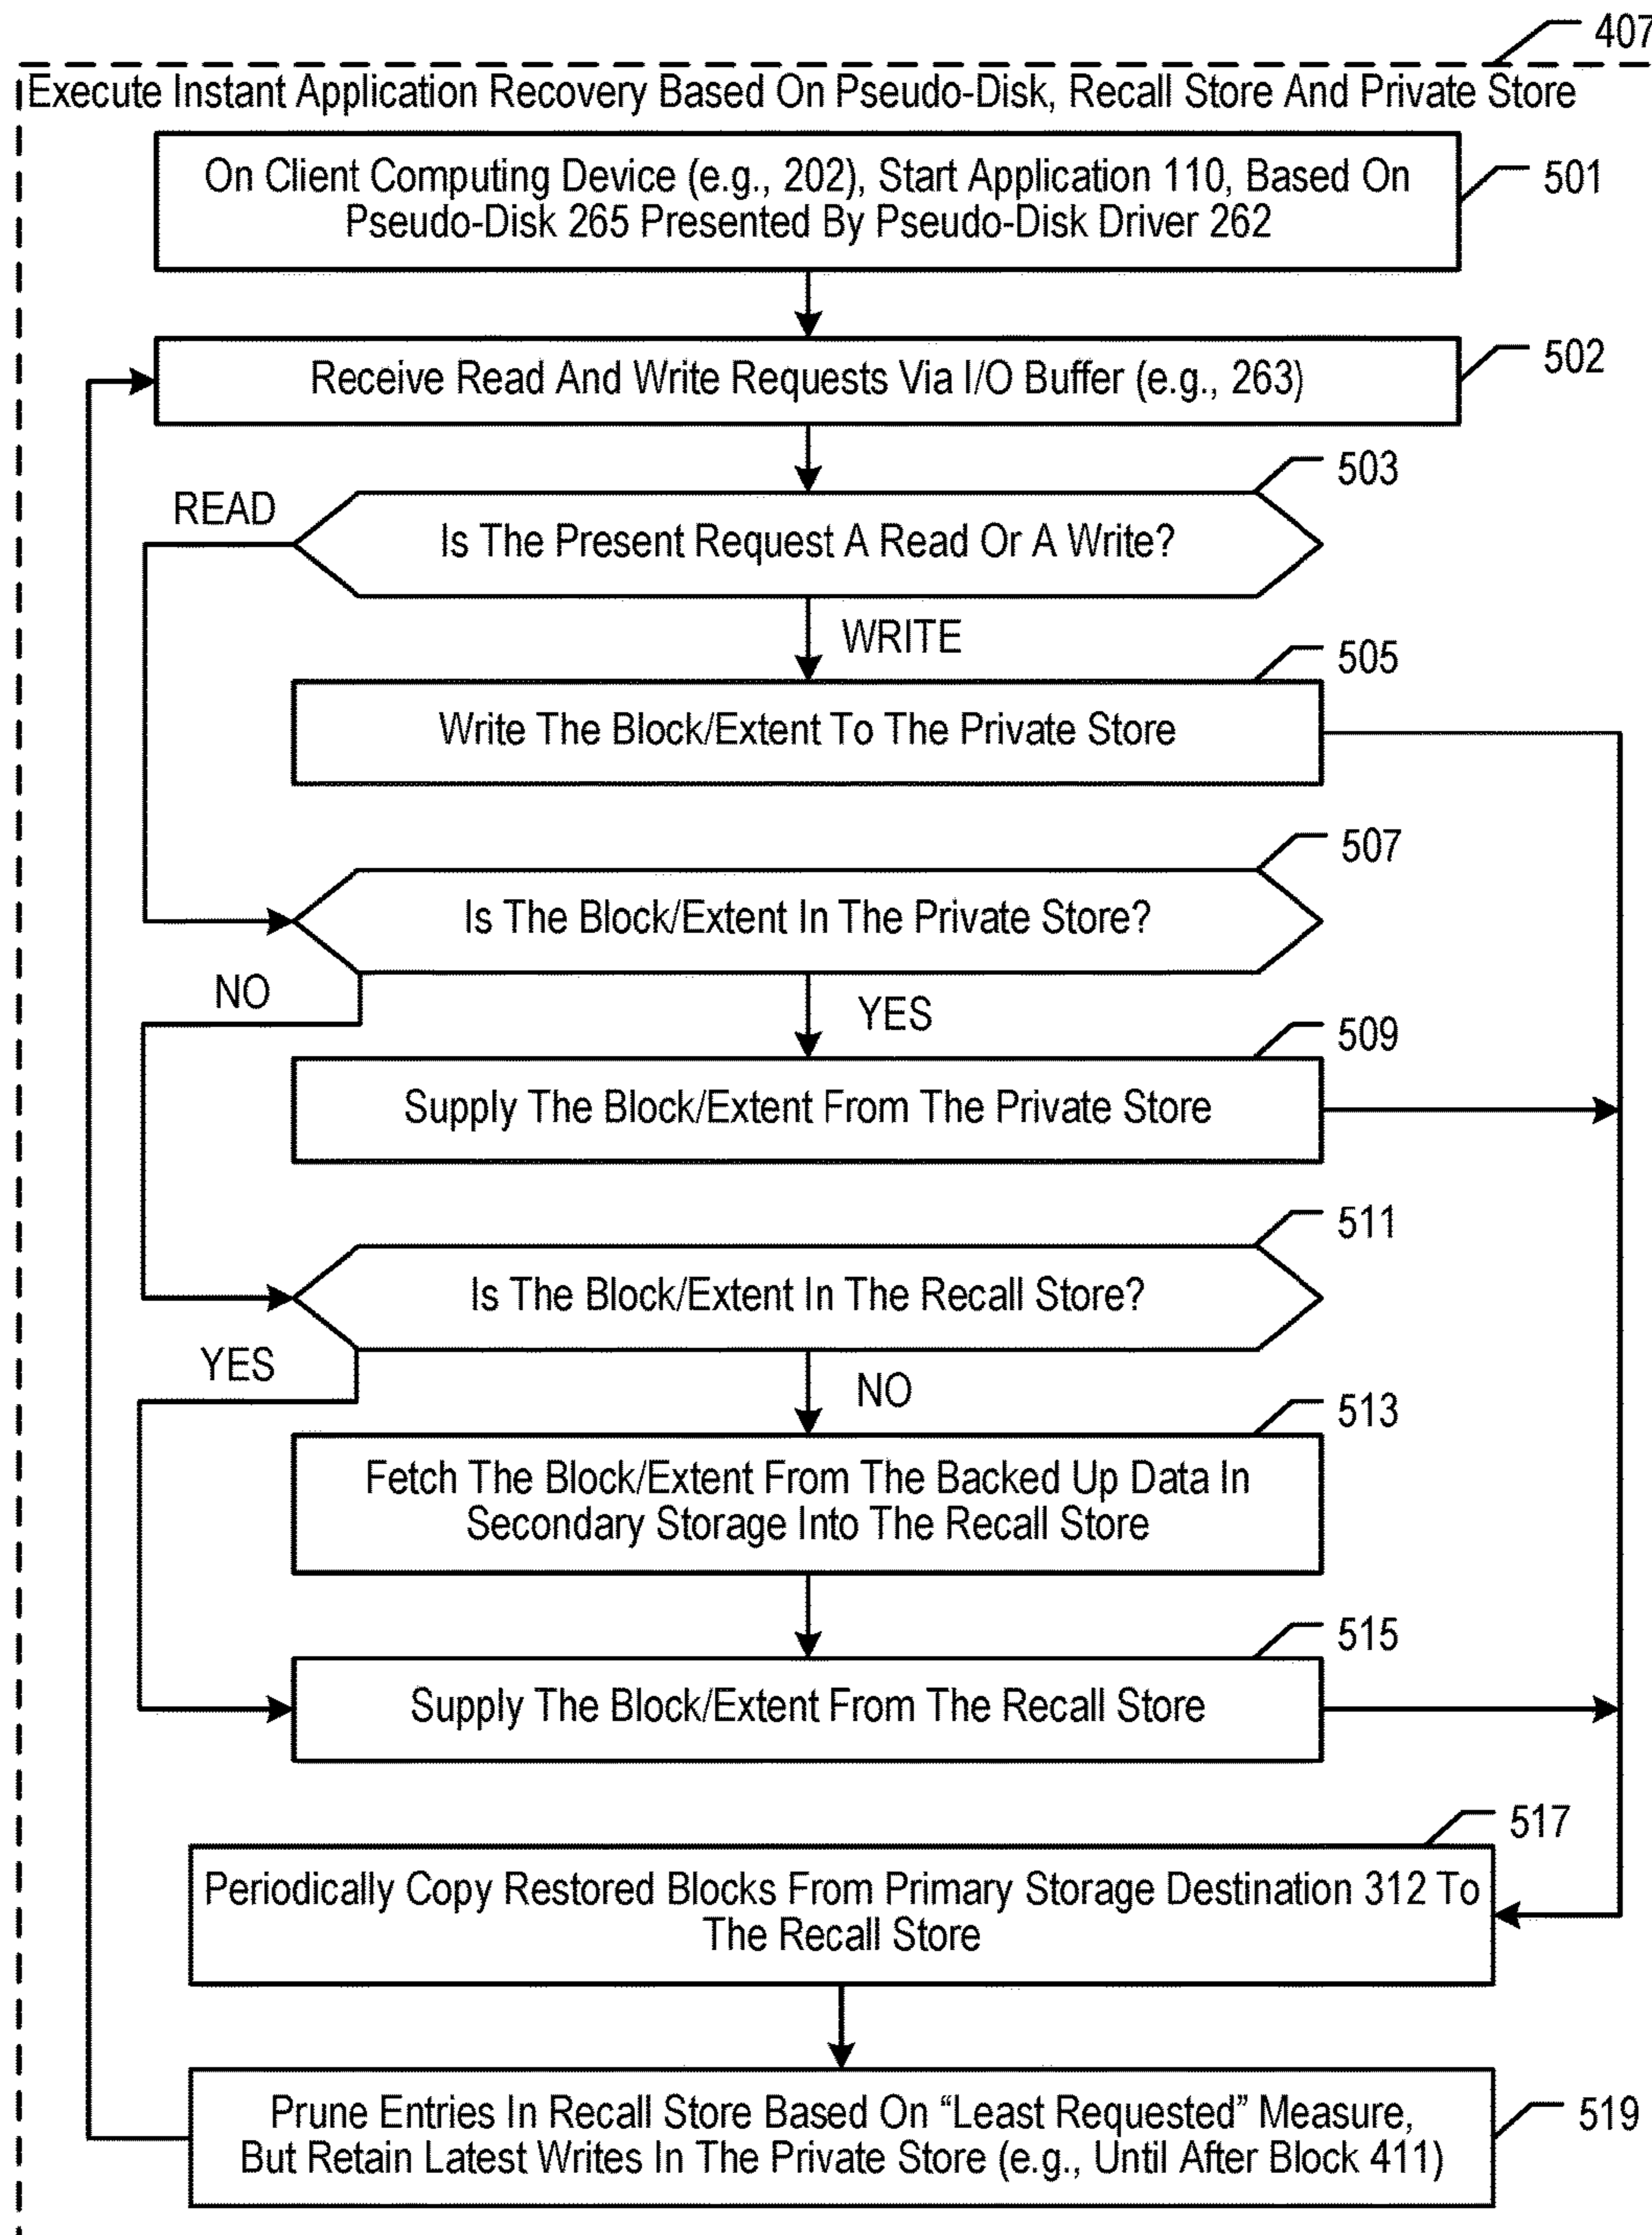 407
Execute Instant Application Recovery Based On Pseudo-Disk, Recall Store And Private Store
On Client Computing Device (e.g., 202), Start Application 110, Based On
Pseudo-Disk 265 Presented By Pseudo-Disk Driver 262
501
Receive Read And Write Requests Via I/O Buffer (e.g., 263)
502
503
READ
Is The Present Request A Read Or A Write?
WRITE
505
Write The Block/Extent To The Private Store
507
Is The Block/Extent In The Private Store?
NO
YES
509
Supply The Block/Extent From The Private Store
511
Is The Block/Extent In The Recall Store?
YES
NO
513
Fetch The Block/Extent From The Backed Up Data In
Secondary Storage Into The Recall Store
515
Supply The Block/Extent From The Recall Store
517
Periodically Copy Restored Blocks From Primary Storage Destination 312 To
The Recall Store
Prune Entries In Recall Store Based On “Least Requested” Measure,
But Retain Latest Writes In The Private Store (e.g., Until After Block 411)
519